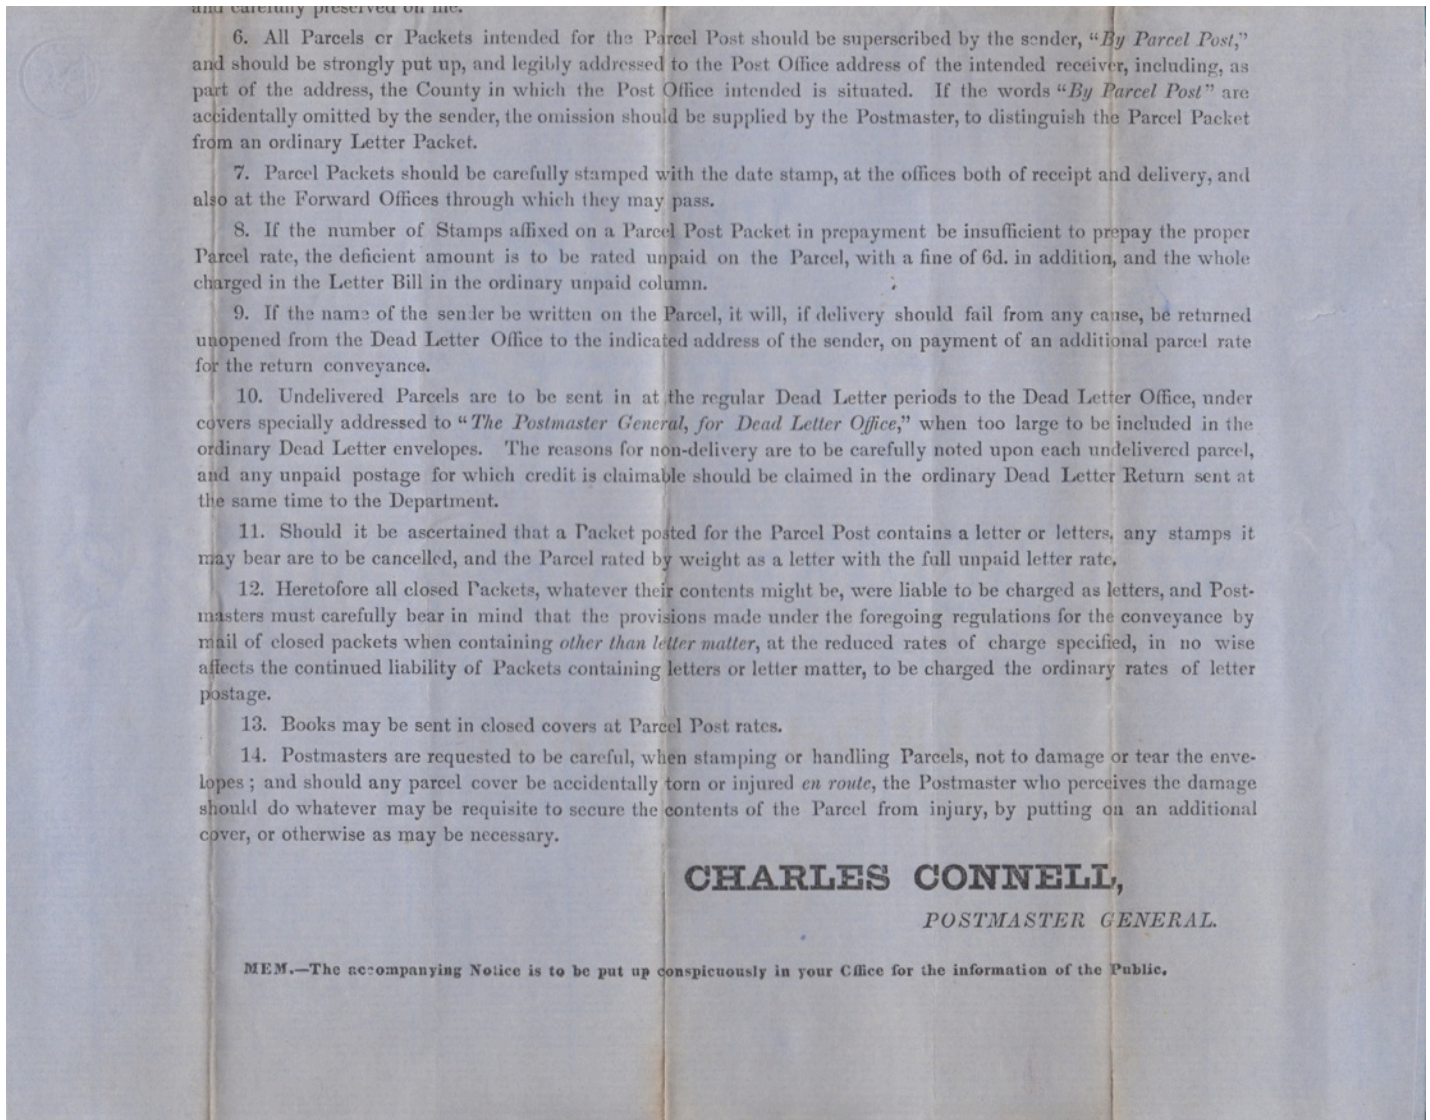 and carefully preserved on file.
6. All Parcels or Packets intended for the Parcel Post should be superscribed by the sender, “By Parcel Post,”
and should be strongly put up, and legibly addressed to the Post Office address of the intended receiver, including, as
part of the address, the County in which the Post Office intended is situated. If the words “By Parcel Post” are
accidentally omitted by the sender, the omission should be supplied by the Postmaster, to distinguish the Parcel Packet
from an ordinary Letter Packet.
7. Parcel Packets should be carefully stamped with the date stamp, at the offices both of receipt and delivery, and
also at the Forward Offices through which they may pass.
8. If the number of Stamps affixed on a Parcel Post Packet in prepayment be insufficient to prepay the proper
Parcel rate, the deficient amount is to be rated unpaid on the Parcel, with a fine of 6d. in addition, and the whole
charged in the Letter Bill in the ordinary unpaid column.
9. If the name of the sender be written on the Parcel, it will, if delivery should fail from any cause, be returned
unopened from the Dead Letter Office to the indicated address of the sender, on payment of an additional parcel rate
for the return conveyance.
10. Undelivered Parcels are to be sent in at the regular Dead Letter periods to the Dead Letter Office, under
covers specially addressed to “The Postmaster General, for Dead Letter Office,” when too large to be included in the
ordinary Dead Letter envelopes. The reasons for non-delivery are to be carefully noted upon each undelivered parcel,
and any unpaid postage for which credit is claimable should be claimed in the ordinary Dead Letter Return sent at
the same time to the Department.
11. Should it be ascertained that a Packet posted for the Parcel Post contains a letter or letters, any stamps it
may bear are to be cancelled, and the Parcel rated by weight as a letter with the full unpaid letter rate.
12. Heretofore all closed Packets, whatever their contents might be, were liable to be charged as letters, and Post-
masters must carefully bear in mind that the provisions made under the foregoing regulations for the conveyance by
mail of closed packets when containing other than letter matter, at the reduced rates of charge specified, in no wise
affects the continued liability of Packets containing letters or letter matter, to be charged the ordinary rates of letter
postage.
13. Books may be sent in closed covers at Parcel Post rates.
14. Postmasters are requested to be careful, when stamping or handling Parcels, not to damage or tear the enve-
lopes; and should any parcel cover be accidentally torn or injured en route, the Postmaster who perceives the damage
should do whatever may be requisite to secure the contents of the Parcel from injury, by putting on an additional
cover, or otherwise as may be necessary.
CHARLES CONNELL,
POSTMASTER GENERAL.
MEM.—The accompanying Notice is to be put up conspicuously in your Office for the information of the Public.